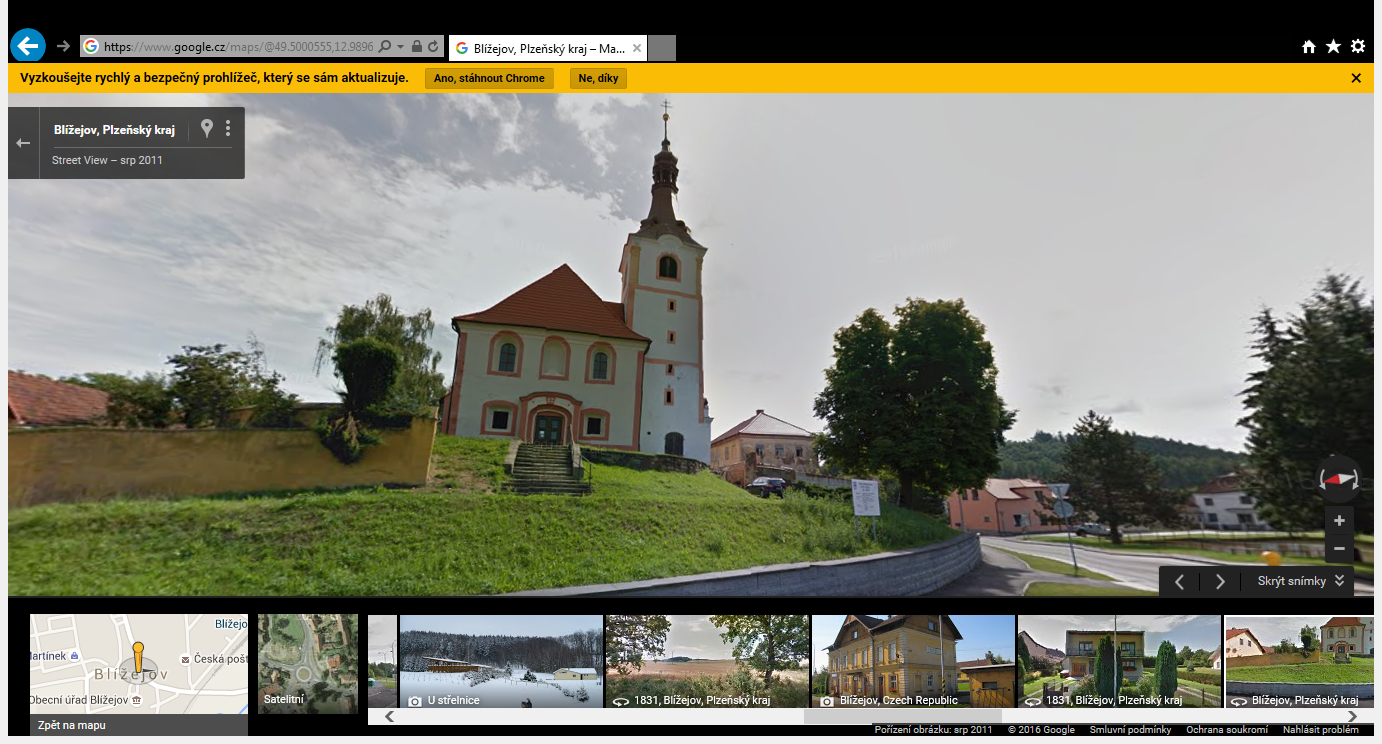 https://www.google.cz/maps/@49.5000555,12.9896
Blížejov, Plzeňský kraj – Ma...
Vyzkoušejte rychlý a bezpečný prohlížeč, který se sám aktualizuje.
Ano, stáhnout Chrome
Ne, díky
Blížejov, Plzeňský kraj
Street View – srp 2011
Skrýt snímky
Blížejo
Martínek
Česká pošt
Blížejov
Obecní úřad Blížejov
Zpět na mapu
Satelitní
U střelnice
1831, Blížejov, Plzeňský kraj
Blížejov, Czech Republic
1831, Blížejov, Plzeňský kraj
Blížejov, Plzeňský kraj
Pořízení obrázku: srp 2011
© 2016 Google
Smluvní podmínky
Ochrana soukromí
Nahlásit problém